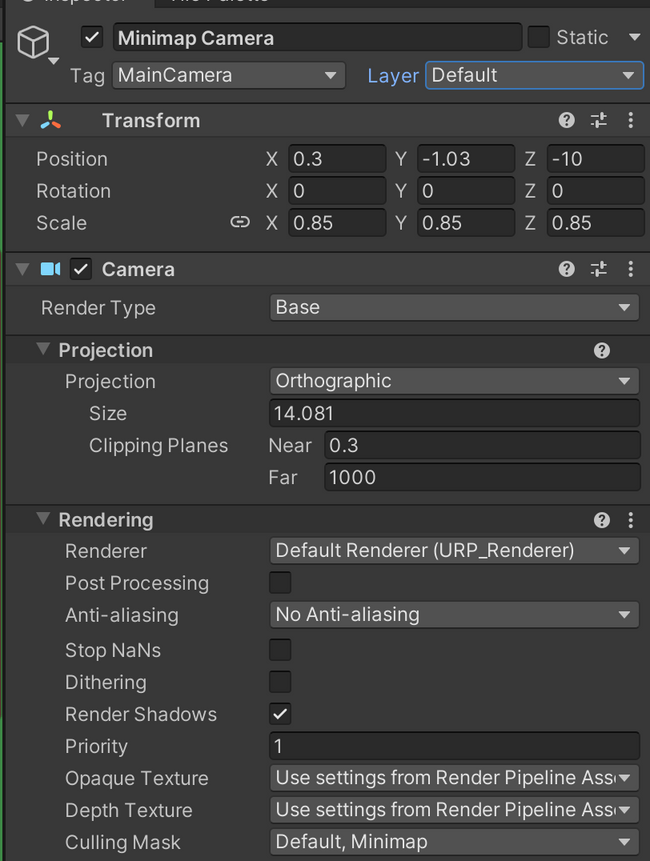 Minimap Camera Static
Tag MainCamera Layer Default
Transform
Position X 0.3 Y -1.03 Z -10
Rotation X 0 Y 0 Z 0
Scale X 0.85 Y 0.85 Z 0.85
Camera
Render Type Base
Projection
Projection Orthographic
Size 14.081
Clipping Planes Near 0.3
Far 1000
Rendering
Renderer Default Renderer (URP_Renderer)
Post Processing
Anti-aliasing No Anti-aliasing
Stop NaNs
Dithering
Render Shadows
Priority 1
Opaque Texture Use settings from Render Pipeline Ass
Depth Texture Use settings from Render Pipeline Ass
Culling Mask Default, Minimap